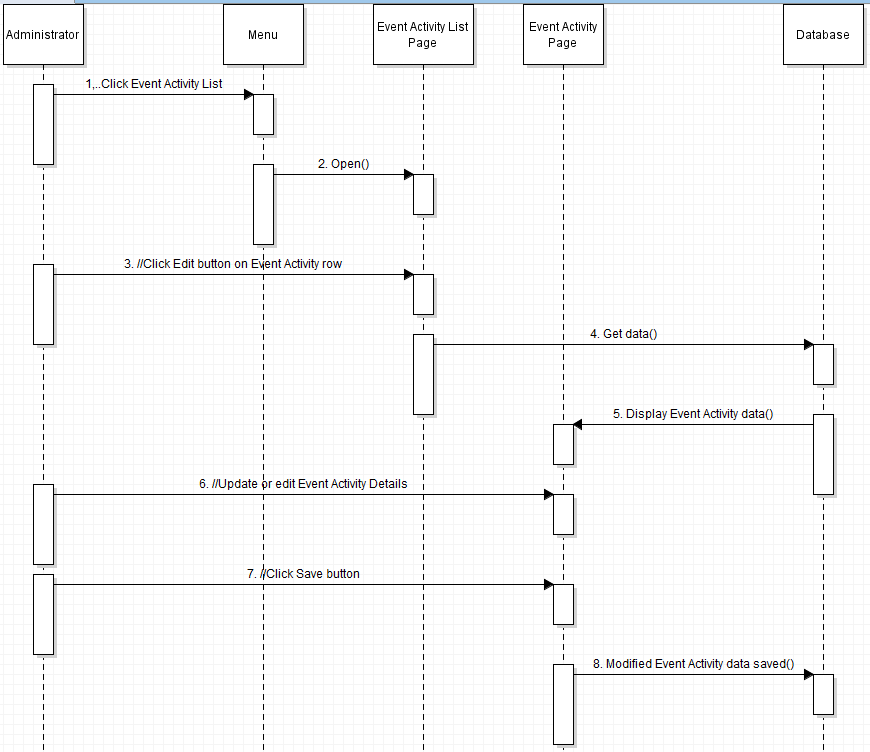 Administrator
Menu
Event Activity List
Page
Event Activity
Page
Database
1,..Click Event Activity List
2. Open()
3. //Click Edit button on Event Activity row
4. Get data()
5. Display Event Activity data()
6. //Update or edit Event Activity Details
7. //Click Save button
8. Modified Event Activity data saved()